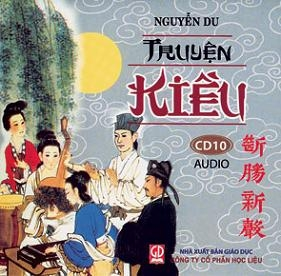 NGUYỄN DU
TRUYỆN
KIỀU
CD10
AUDIO
斷腸新聲
NHÀ XUẤT BẢN GIÁO DỤC
CÔNG TY CỔ PHẦN HỌC LIỆU